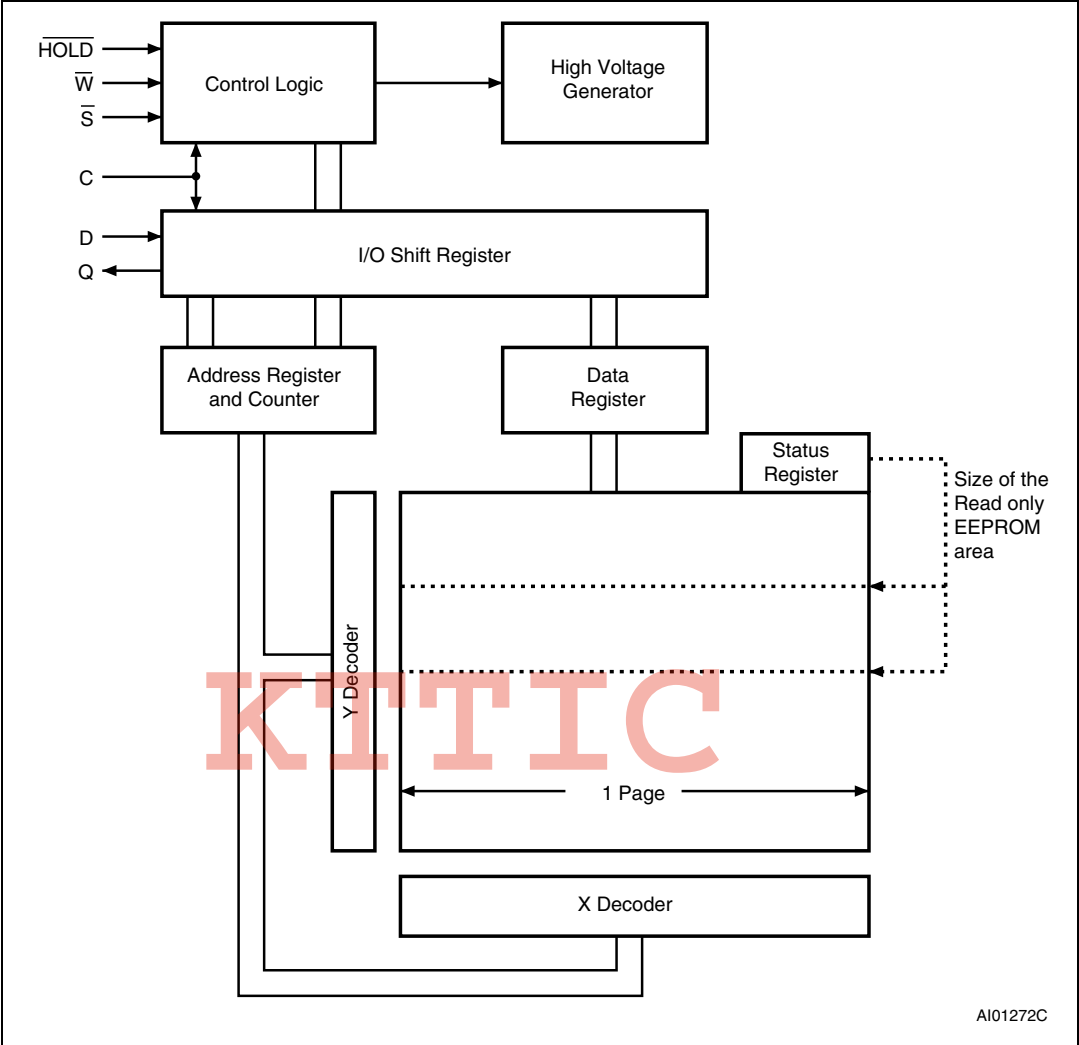 H̅O̅L̅D̅
W̅
S̅
Control Logic
High Voltage
Generator
C
D
Q
I/O Shift Register
Address Register
and Counter
Data
Register
Status
Register
Size of the
Read only
EEPROM
area
Y Decoder
KTTIC
1 Page
X Decoder
AI01272C